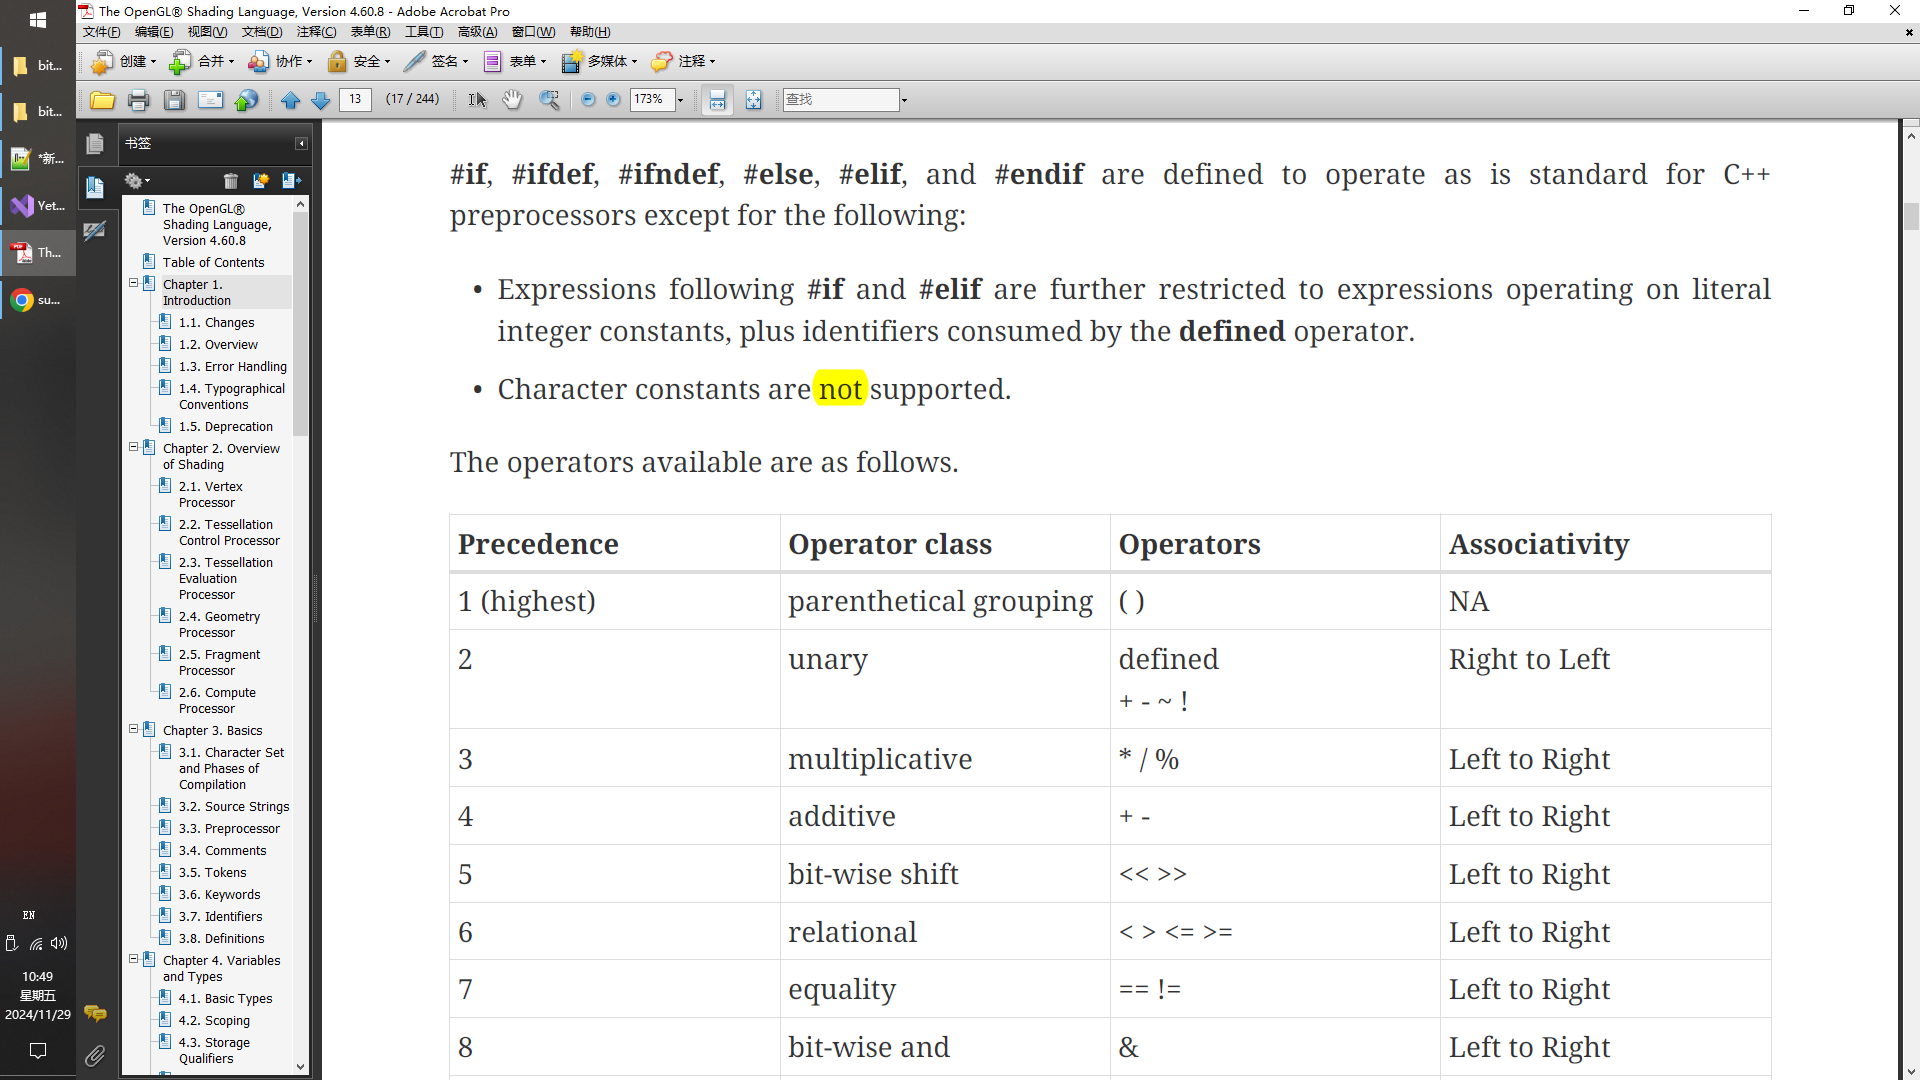 The OpenGL® Shading Language, Version 4.60.8 - Adobe Acrobat Pro
文件(F) 编辑(E) 视图(V) 文档(D) 注释(C) 表单(R) 工具(T) 高级(A) 窗口(W) 帮助(H)
创建 合并 协作 安全 签名 表单 多媒体 注释
13 (17 / 244) 173% 查找
bit...
bit...
*新...
Yet...
Th...
su...
EN
10:49
星期五
2024/11/29
书签
The OpenGL®
Shading Language,
Version 4.60.8
Table of Contents
Chapter 1.
Introduction
1.1. Changes
1.2. Overview
1.3. Error Handling
1.4. Typographical
Conventions
1.5. Deprecation
Chapter 2. Overview
of Shading
2.1. Vertex
Processor
2.2. Tessellation
Control Processor
2.3. Tessellation
Evaluation
Processor
2.4. Geometry
Processor
2.5. Fragment
Processor
2.6. Compute
Processor
Chapter 3. Basics
3.1. Character Set
and Phases of
Compilation
3.2. Source Strings
3.3. Preprocessor
3.4. Comments
3.5. Tokens
3.6. Keywords
3.7. Identifiers
3.8. Definitions
Chapter 4. Variables
and Types
4.1. Basic Types
4.2. Scoping
4.3. Storage
Qualifiers
#if, #ifdef, #ifndef, #else, #elif, and #endif are defined to operate as is standard for C++
preprocessors except for the following:
• Expressions following #if and #elif are further restricted to expressions operating on literal
integer constants, plus identifiers consumed by the defined operator.
• Character constants are not supported.
The operators available are as follows.
Precedence Operator class Operators Associativity
1 (highest) parenthetical grouping ( ) NA
2 unary defined Right to Left
+ - ~ !
3 multiplicative * / % Left to Right
4 additive + - Left to Right
5 bit-wise shift << >> Left to Right
6 relational < > <= >= Left to Right
7 equality == != Left to Right
8 bit-wise and & Left to Right